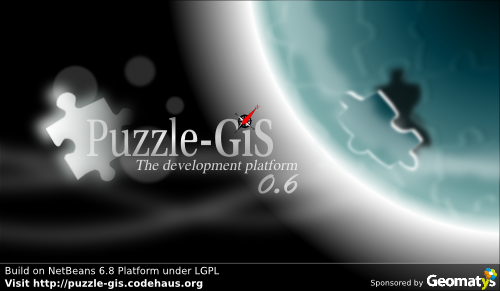 Puzzle-GiS
The development platform
0.6
Build on NetBeans 6.8 Platform under LGPL
Visit http://puzzle-gis.codehaus.org
Sponsored by Geomatys